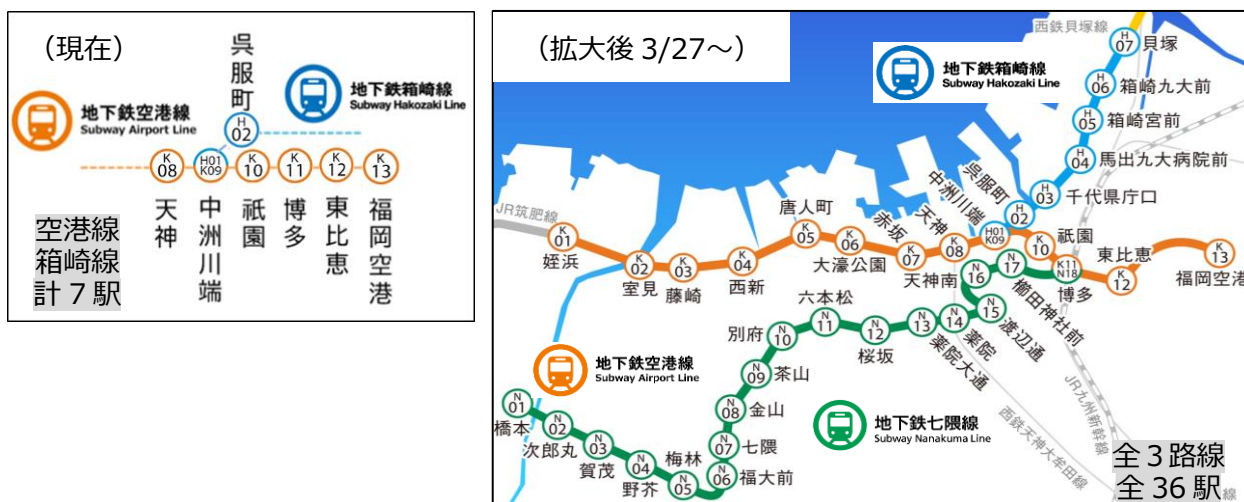 （現在）
呉服町
地下鉄箱崎線
Subway Hakozaki Line
地下鉄空港線
Subway Airport Line
H 02
K 08
H01 K09
K 10
K 11
K 12
K 13
天神
中洲川端
祇園
博多
東比恵
福岡空港
空港線
箱崎線
計７駅
（拡大後 3/27～）
地下鉄箱崎線
Subway Hakozaki Line
西鉄貝塚線
H 07 貝塚
H 06 箱崎九大前
H 05 箱崎宮前
H 04 馬出九大病院前
H 03 千代県庁口
H 02 呉服町
H01 K09 中洲川端
JR筑肥線
K 01 姪浜
K 02 室見
K 03 藤崎
K 04 西新
K 05 唐人町
K 06 大濠公園
K 07 赤坂
K 08 天神
K 10 祇園
K11 N18 博多
K 12 東比恵
K 13 福岡空港
N 17 櫛田神社前
N 16 天神南
N 15 渡辺通
N 14 薬院
N 13 薬院大通
N 12 桜坂
N 11 六本松
N 10 別府
N 09 茶山
N 08 金山
N 07 七隈
N 06 福大前
N 05 梅林
N 04 野芥
N 03 賀茂
N 02 次郎丸
N 01 橋本
地下鉄空港線
Subway Airport Line
地下鉄七隈線
Subway Nanakuma Line
西鉄天神大牟田線
JR九州新幹線
全３路線
全 36 駅
線